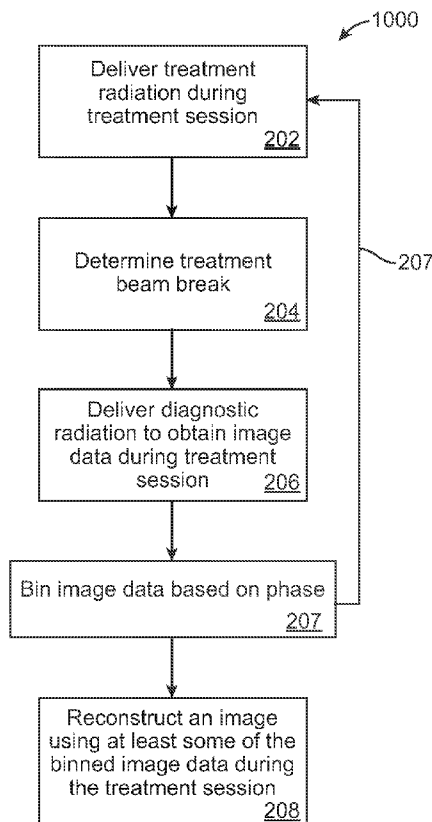 1000
Deliver treatment
radiation during
treatment session
202
207
Determine treatment
beam break
204
Deliver diagnostic
radiation to obtain image
data during treatment
session
206
Bin image data based on phase
207
Reconstruct an image
using at least some of the
binned image data during
the treatment session
208